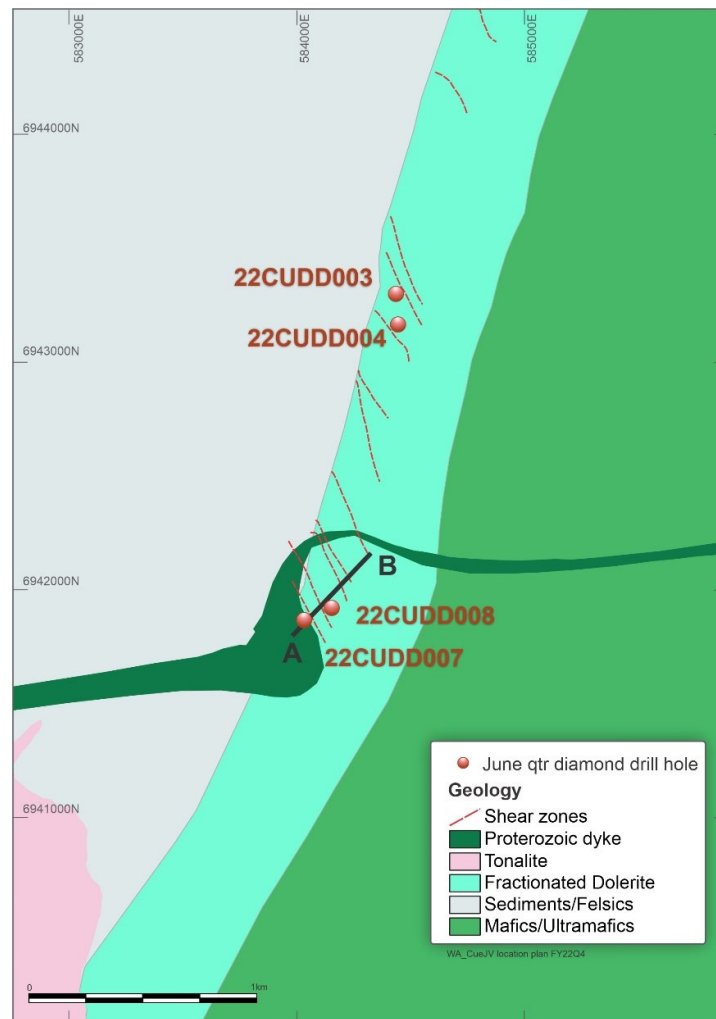 583000E
584000E
585000E
6944000N
22CUDD003
22CUDD004
6943000N
6942000N
B
22CUDD008
A
22CUDD007
6941000N
June qtr diamond drill hole
Geology
Shear zones
Proterozoic dyke
Tonalite
Fractionated Dolerite
Sediments/Felsics
Mafics/Ultramafics
WA_CueJV location plan FY22Q4
0 1km